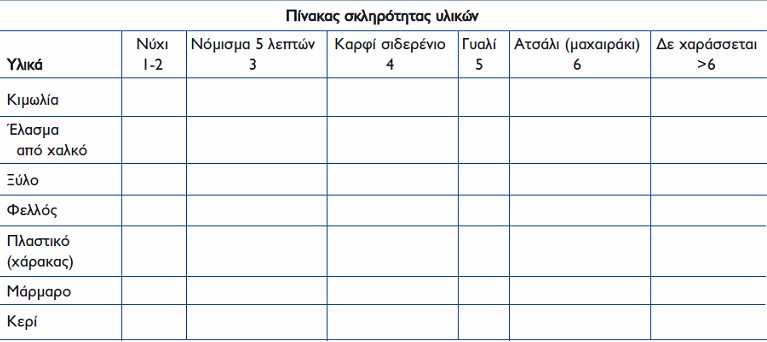 Πίνακας σκληρότητας υλικών
Υλικά Νύχι 1-2 Νόμισμα 5 λεπτών 3 Καρφί σιδερένιο 4 Γυαλί 5 Ατσάλι (μαχαιράκι) 6 Δε χαράσσεται >6
Κιμωλία
Έλασμα
από χαλκό
Ξύλο
Φελλός
Πλαστικό
(χάρακας)
Μάρμαρο
Κερί